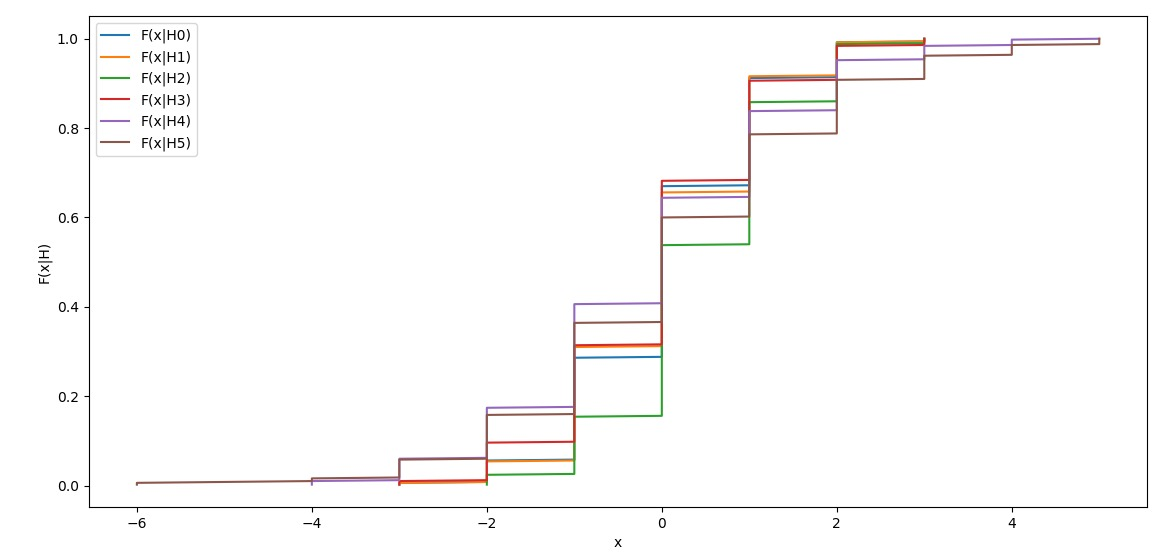 1.0
0.8
0.6
0.4
0.2
0.0
F(x|H)
F(x|H0)
F(x|H1)
F(x|H2)
F(x|H3)
F(x|H4)
F(x|H5)
−6 −4 −2 0 2 4
x